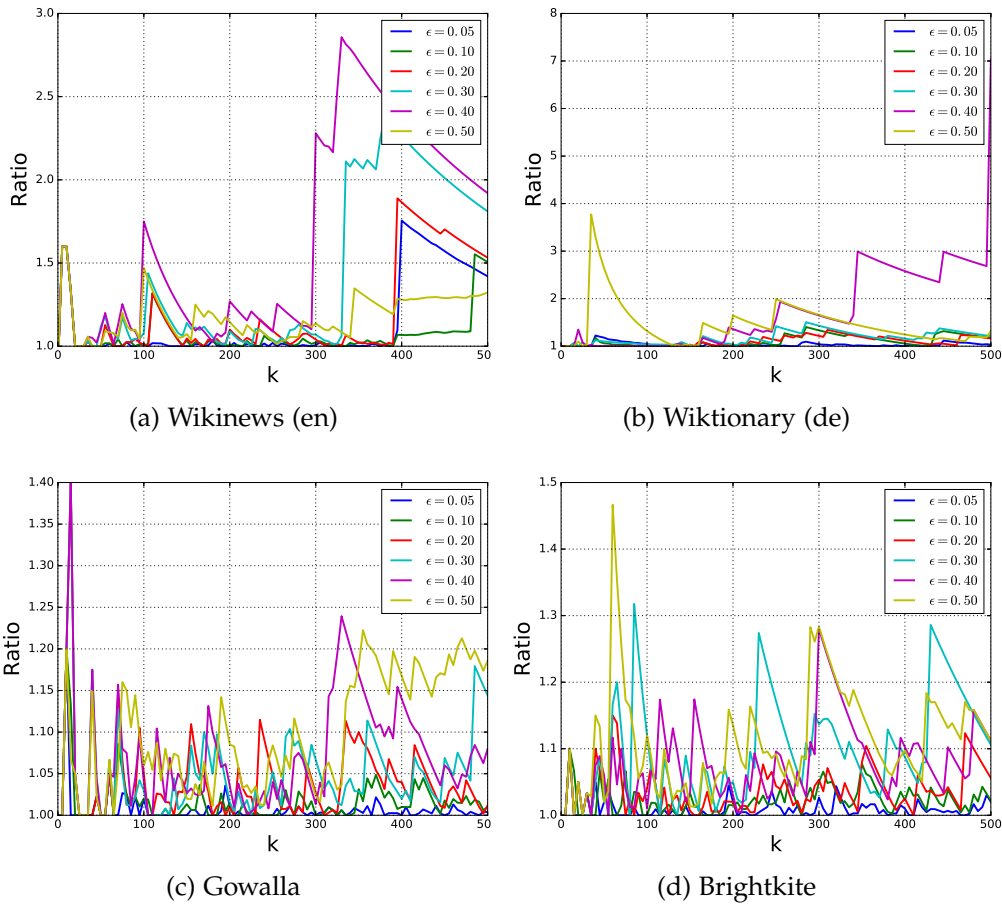 3.0
2.5
2.0
1.5
1.0
Ratio
0
100
200
300
400
50
k
ϵ = 0.05
ϵ = 0.10
ϵ = 0.20
ϵ = 0.30
ϵ = 0.40
ϵ = 0.50
(a) Wikinews (en)
8
7
6
5
4
3
2
1
Ratio
0
100
200
300
400
500
k
ϵ = 0.05
ϵ = 0.10
ϵ = 0.20
ϵ = 0.30
ϵ = 0.40
ϵ = 0.50
(b) Wiktionary (de)
1.40
1.35
1.30
1.25
1.20
1.15
1.10
1.05
1.00
Ratio
0
100
200
300
400
50
k
ϵ = 0.05
ϵ = 0.10
ϵ = 0.20
ϵ = 0.30
ϵ = 0.40
ϵ = 0.50
(c) Gowalla
1.5
1.4
1.3
1.2
1.1
1.0
Ratio
0
100
200
300
400
500
k
ϵ = 0.05
ϵ = 0.10
ϵ = 0.20
ϵ = 0.30
ϵ = 0.40
ϵ = 0.50
(d) Brightkite